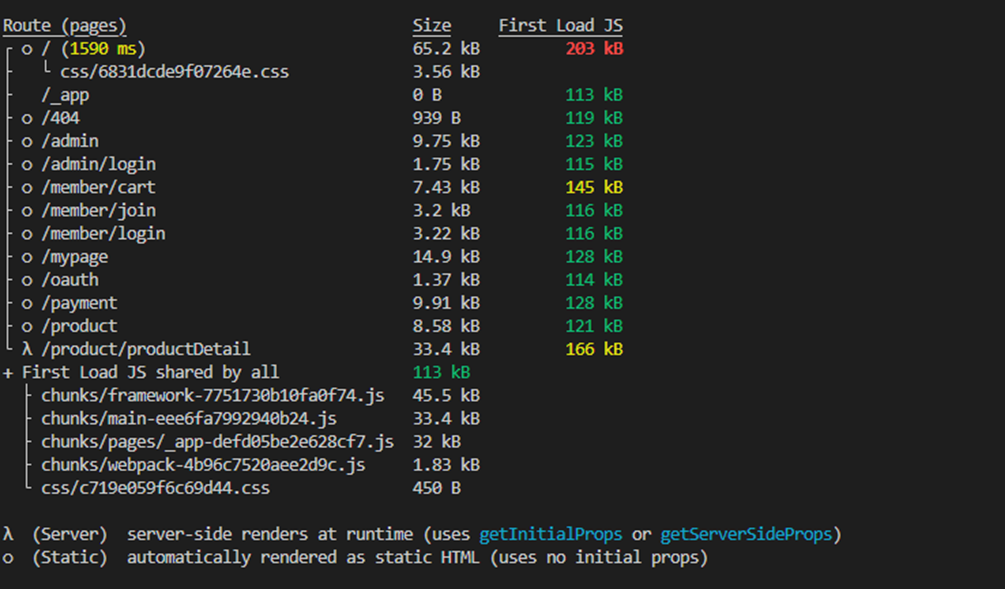 Route (pages) Size First Load JS
┌ ○ / (1590 ms) 65.2 kB 203 kB
├ └ css/6831dcde9f07264e.css 3.56 kB
├ /_app 0 B 113 kB
├ ○ /404 939 B 119 kB
├ ○ /admin 9.75 kB 123 kB
├ ○ /admin/login 1.75 kB 115 kB
├ ○ /member/cart 7.43 kB 145 kB
├ ○ /member/join 3.2 kB 116 kB
├ ○ /member/login 3.22 kB 116 kB
├ ○ /mypage 14.9 kB 128 kB
├ ○ /oauth 1.37 kB 114 kB
├ ○ /payment 9.91 kB 128 kB
├ ○ /product 8.58 kB 121 kB
└ λ /product/productDetail 33.4 kB 166 kB
+ First Load JS shared by all 113 kB
├ chunks/framework-7751730b10fa0f74.js 45.5 kB
├ chunks/main-eee6fa7992940b24.js 33.4 kB
├ chunks/pages/_app-defd05be2e628cf7.js 32 kB
├ chunks/webpack-4b96c7520aee2d9c.js 1.83 kB
└ css/c719e059f6c69d44.css 450 B
λ (Server) server-side renders at runtime (uses getInitialProps or getServerSideProps)
○ (Static) automatically rendered as static HTML (uses no initial props)